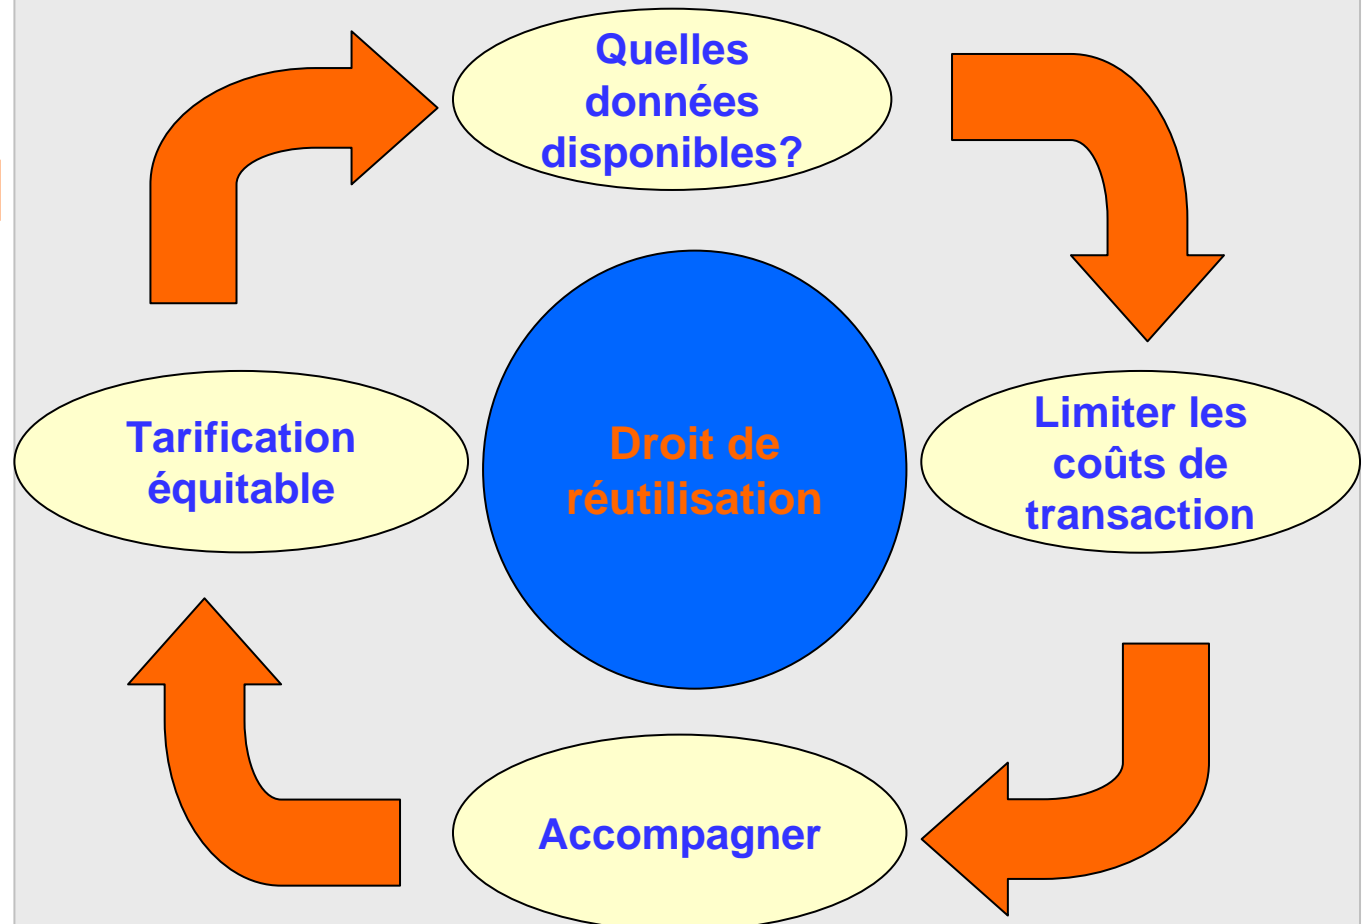 Quelles
données
disponibles?
Tarification
équitable
Droit de
réutilisation
Limiter les
coûts de
transaction
Accompagner